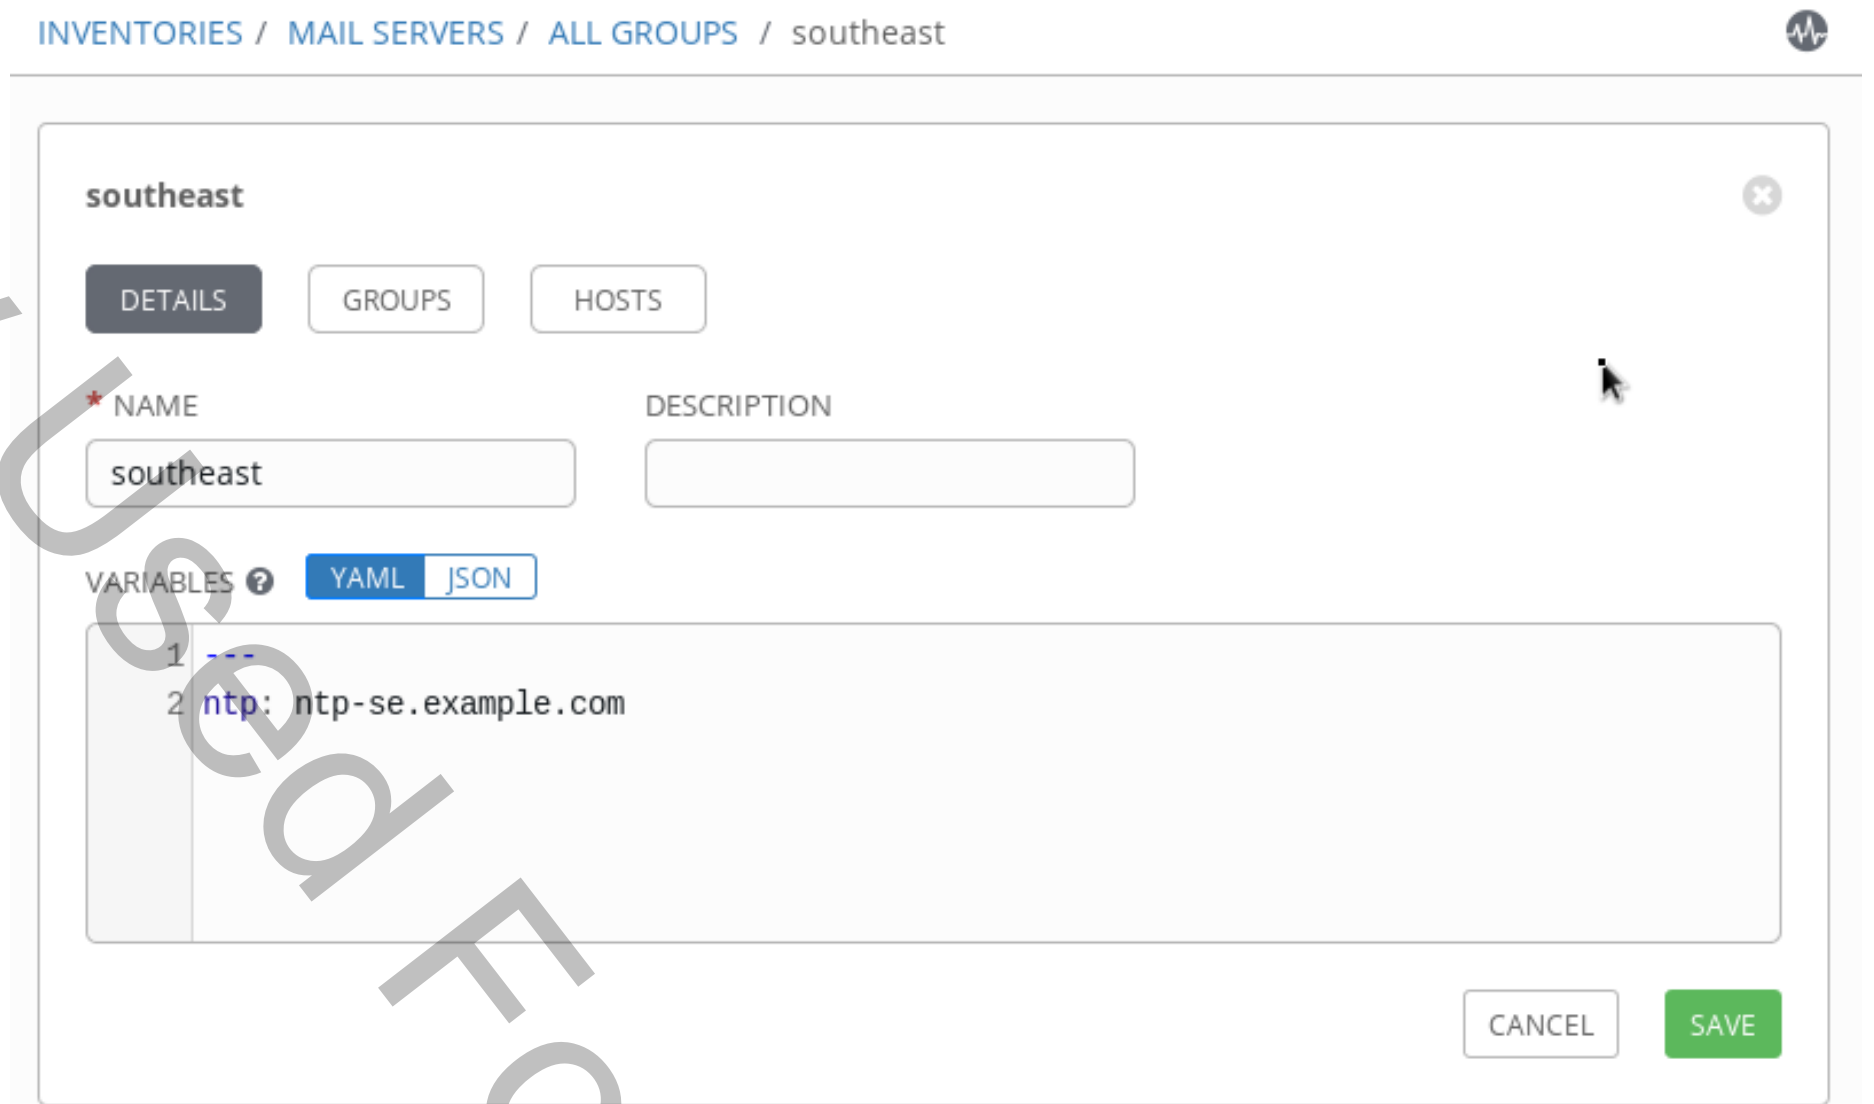 INVENTORIES / MAIL SERVERS / ALL GROUPS / southeast
southeast
DETAILS GROUPS HOSTS
* NAME DESCRIPTION
southeast
VARIABLES ? YAML JSON
1 ---
2 ntp: ntp-se.example.com
CANCEL SAVE
Used Fo